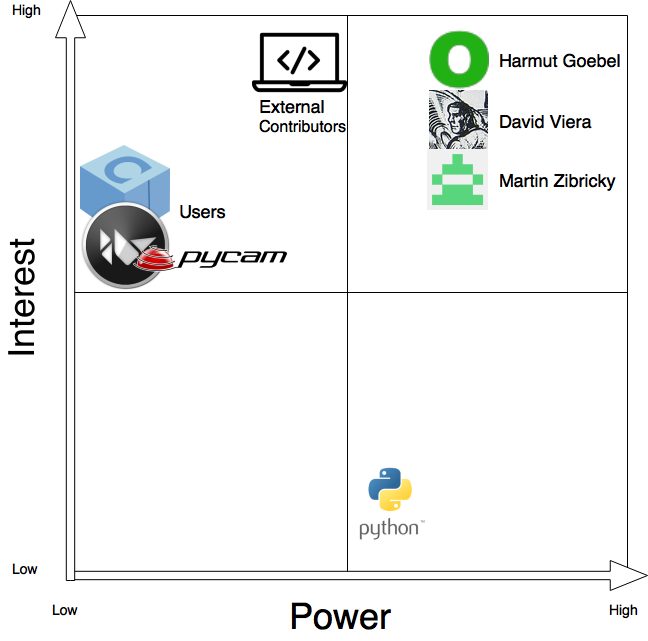 High
</>
Harmut Goebel
External
Contributors
David Viera
Martin Zibricky
Users
pycam
Interest
python™
Low
Low
Power
High